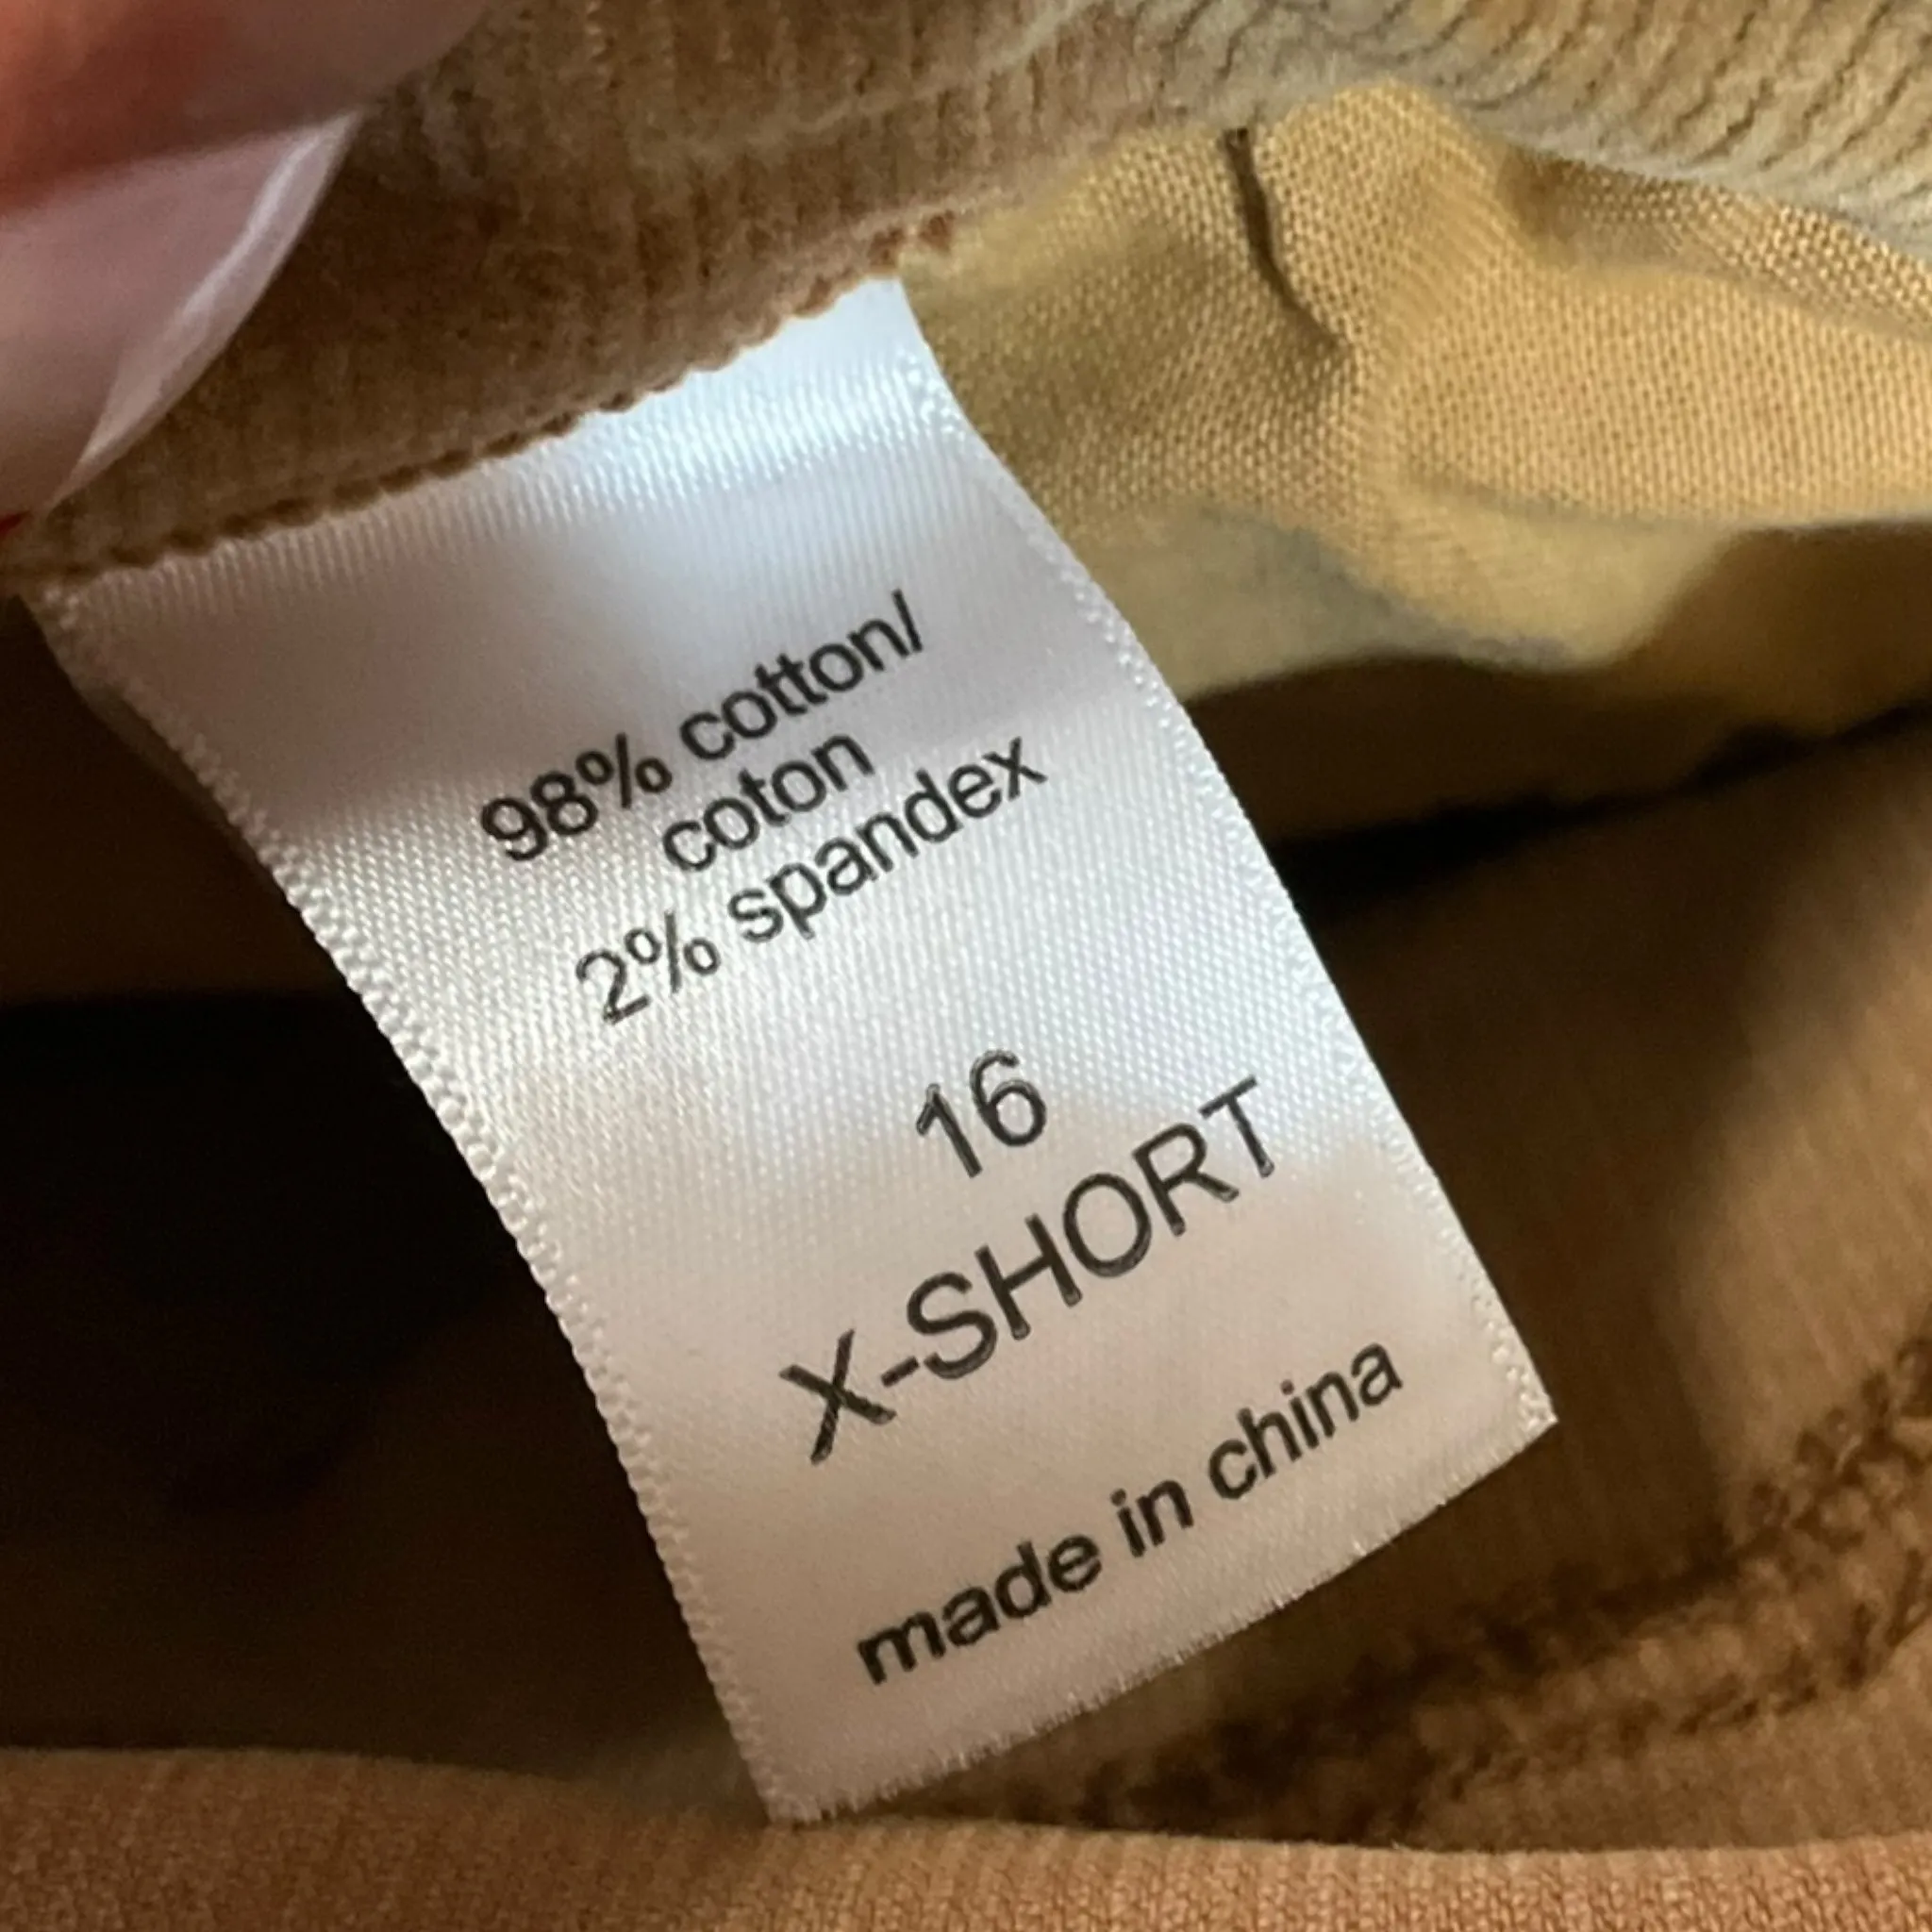 98% cotton/
coton
2% spandex
16
X-SHORT
made in china